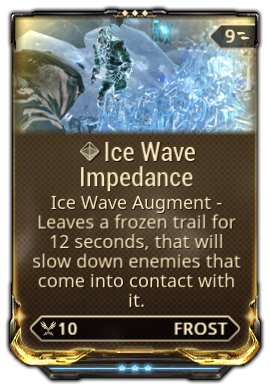 9
Ice Wave
Impedance
Ice Wave Augment -
Leaves a frozen trail for
12 seconds, that will
slow down enemies that
come into contact with
it.
10 FROST